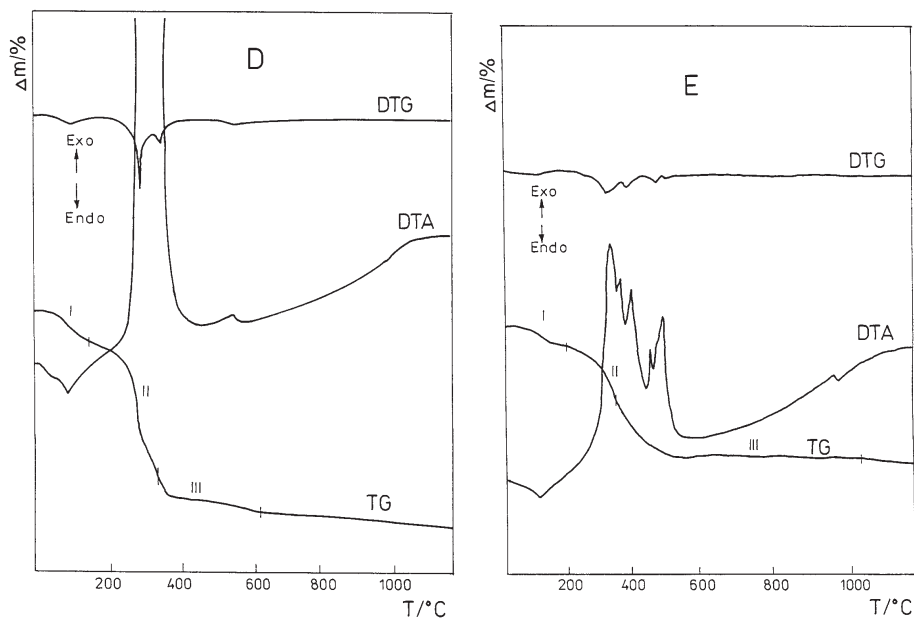 Δm/%
D
DTG
Exo
Endo
DTA
I
II
III
TG
200
400
600
800
1000
T/°C
Δm/%
E
DTG
Exo
Endo
DTA
I
II
III
TG
200
400
600
800
1000
T/°C